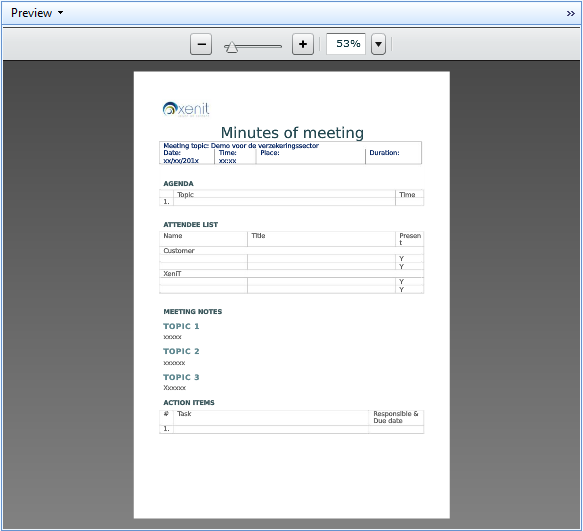 Preview
»
53%
xenit
Minutes of meeting
Meeting topic: Demo voor de verzekeringssector
Date: Time: Place: Duration:
xx/xx/201x xx:xx
AGENDA
Topic Time
1.
ATTENDEE LIST
Name Title Presen
t
Customer
Y
Y
XenIT
Y
Y
MEETING NOTES
TOPIC 1
xxxxx
TOPIC 2
xxxxxx
TOPIC 3
Xxxxxx
ACTION ITEMS
# Task Responsible &
Due date
1.